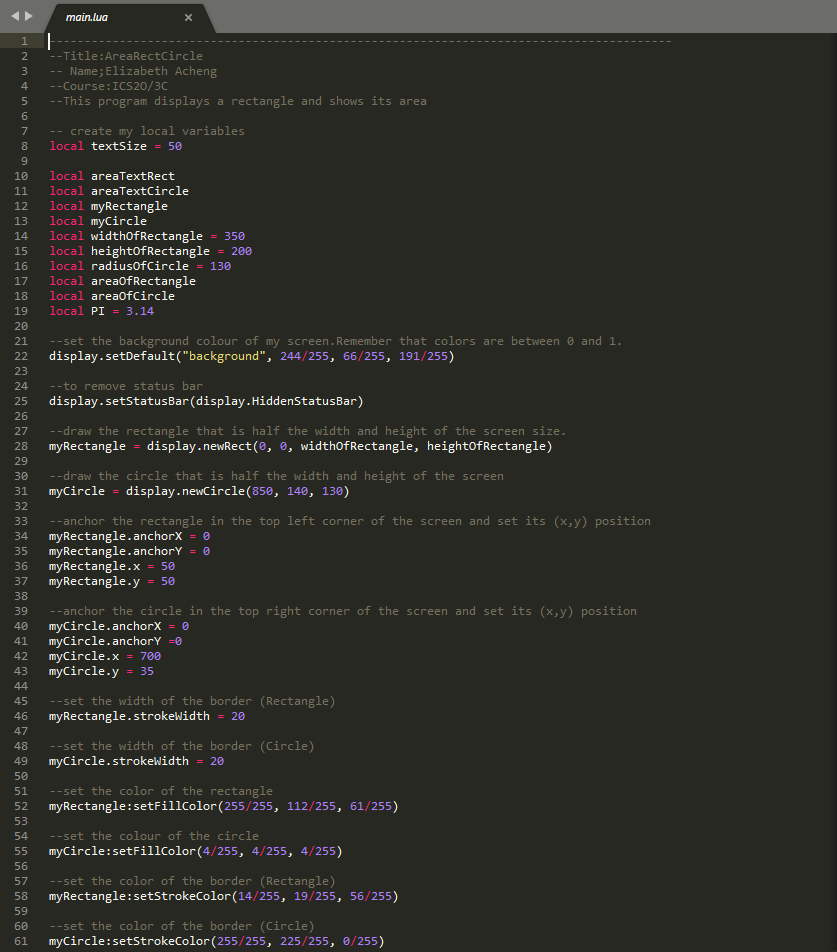 main.lua ×
1 -----------------------------------------------------------------------------------------
2 --Title:AreaRectCircle
3 -- Name;Elizabeth Acheng
4 --Course:ICS2O/3C
5 --This program displays a rectangle and shows its area
6
7 -- create my local variables
8 local textSize = 50
9
10 local areaTextRect
11 local areaTextCircle
12 local myRectangle
13 local myCircle
14 local widthOfRectangle = 350
15 local heightOfRectangle = 200
16 local radiusOfCircle = 130
17 local areaOfRectangle
18 local areaOfCircle
19 local PI = 3.14
20
21 --set the background colour of my screen.Remember that colors are between 0 and 1.
22 display.setDefault("background", 244/255, 66/255, 191/255)
23
24 --to remove status bar
25 display.setStatusBar(display.HiddenStatusBar)
26
27 --draw the rectangle that is half the width and height of the screen size.
28 myRectangle = display.newRect(0, 0, widthOfRectangle, heightOfRectangle)
29
30 --draw the circle that is half the width and height of the screen
31 myCircle = display.newCircle(850, 140, 130)
32
33 --anchor the rectangle in the top left corner of the screen and set its (x,y) position
34 myRectangle.anchorX = 0
35 myRectangle.anchorY = 0
36 myRectangle.x = 50
37 myRectangle.y = 50
38
39 --anchor the circle in the top right corner of the screen and set its (x,y) position
40 myCircle.anchorX = 0
41 myCircle.anchorY =0
42 myCircle.x = 700
43 myCircle.y = 35
44
45 --set the width of the border (Rectangle)
46 myRectangle.strokeWidth = 20
47
48 --set the width of the border (Circle)
49 myCircle.strokeWidth = 20
50
51 --set the color of the rectangle
52 myRectangle:setFillColor(255/255, 112/255, 61/255)
53
54 --set the colour of the circle
55 myCircle:setFillColor(4/255, 4/255, 4/255)
56
57 --set the color of the border (Rectangle)
58 myRectangle:setStrokeColor(14/255, 19/255, 56/255)
59
60 --set the color of the border (Circle)
61 myCircle:setStrokeColor(255/255, 225/255, 0/255)